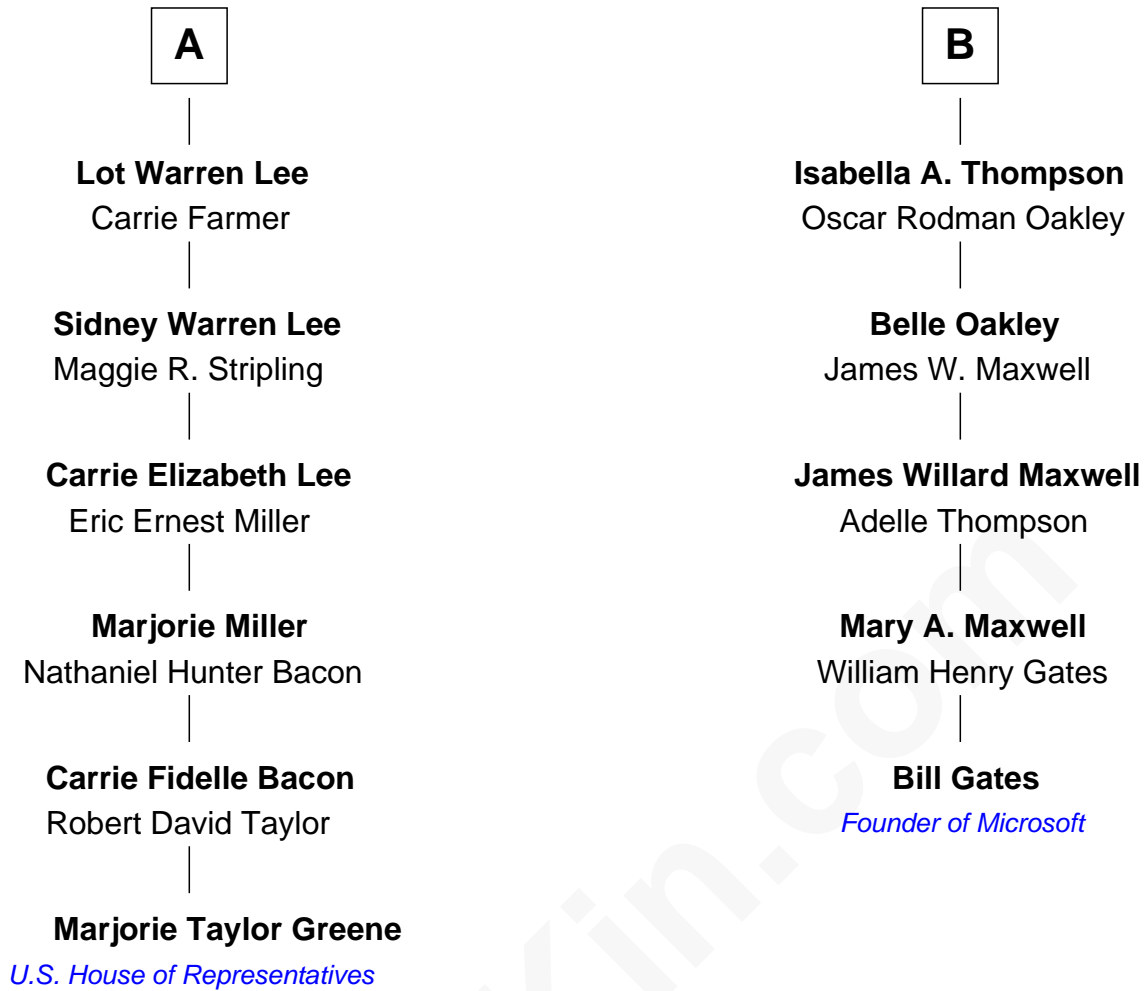 A
Lot Warren Lee
Carrie Farmer
Sidney Warren Lee
Maggie R. Stripling
Carrie Elizabeth Lee
Eric Ernest Miller
Marjorie Miller
Nathaniel Hunter Bacon
Carrie Fidelle Bacon
Robert David Taylor
Marjorie Taylor Greene
U.S. House of Representatives
B
Isabella A. Thompson
Oscar Rodman Oakley
Belle Oakley
James W. Maxwell
James Willard Maxwell
Adelle Thompson
Mary A. Maxwell
William Henry Gates
Bill Gates
Founder of Microsoft